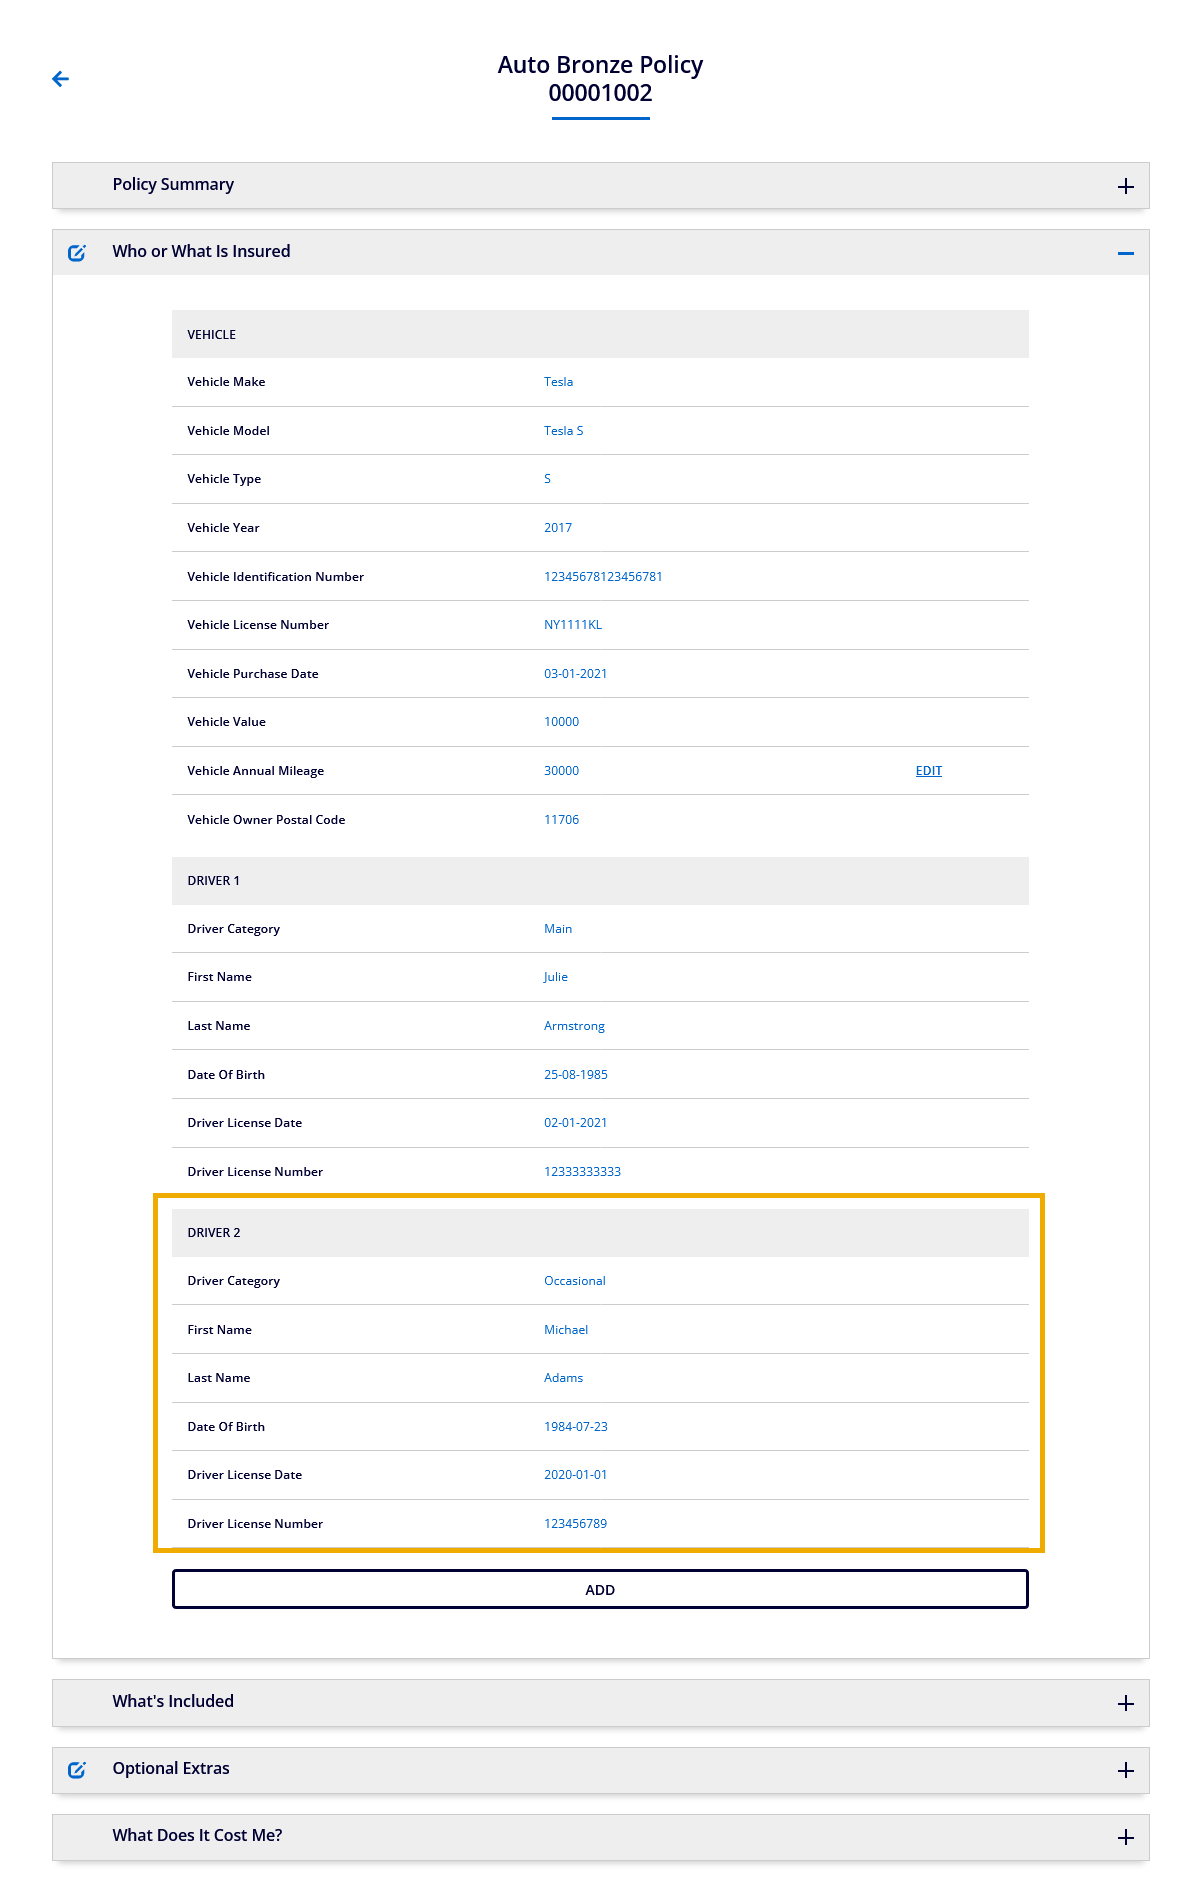 Auto Bronze Policy
00001002
Policy Summary
Who or What Is Insured
VEHICLE
Vehicle Make Tesla
Vehicle Model Tesla S
Vehicle Type S
Vehicle Year 2017
Vehicle Identification Number 12345678123456781
Vehicle License Number NY1111KL
Vehicle Purchase Date 03-01-2021
Vehicle Value 10000
Vehicle Annual Mileage 30000 EDIT
Vehicle Owner Postal Code 11706
DRIVER 1
Driver Category Main
First Name Julie
Last Name Armstrong
Date Of Birth 25-08-1985
Driver License Date 02-01-2021
Driver License Number 12333333333
DRIVER 2
Driver Category Occasional
First Name Michael
Last Name Adams
Date Of Birth 1984-07-23
Driver License Date 2020-01-01
Driver License Number 123456789
ADD
What's Included
Optional Extras
What Does It Cost Me?